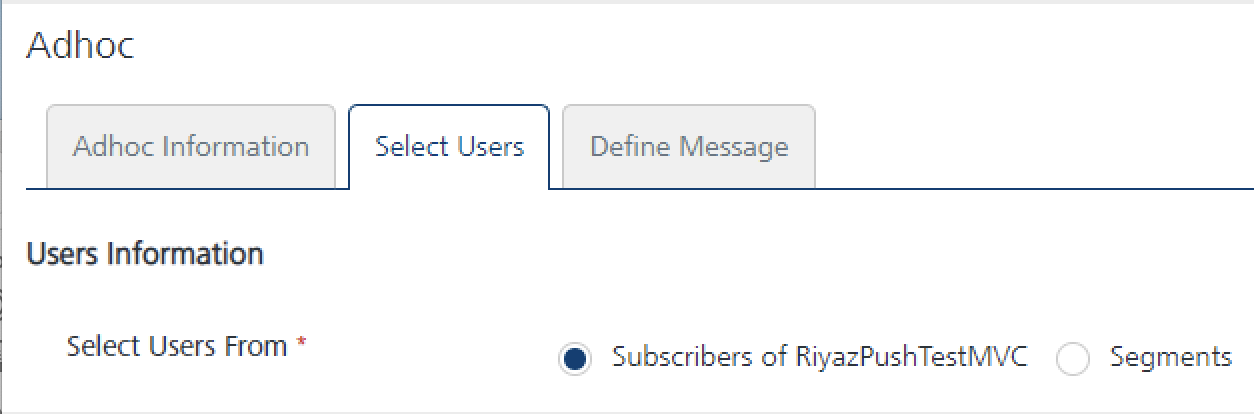 Adhoc
Adhoc Information Select Users Define Message
Users Information
Select Users From * Subscribers of RiyazPushTestMVC Segments